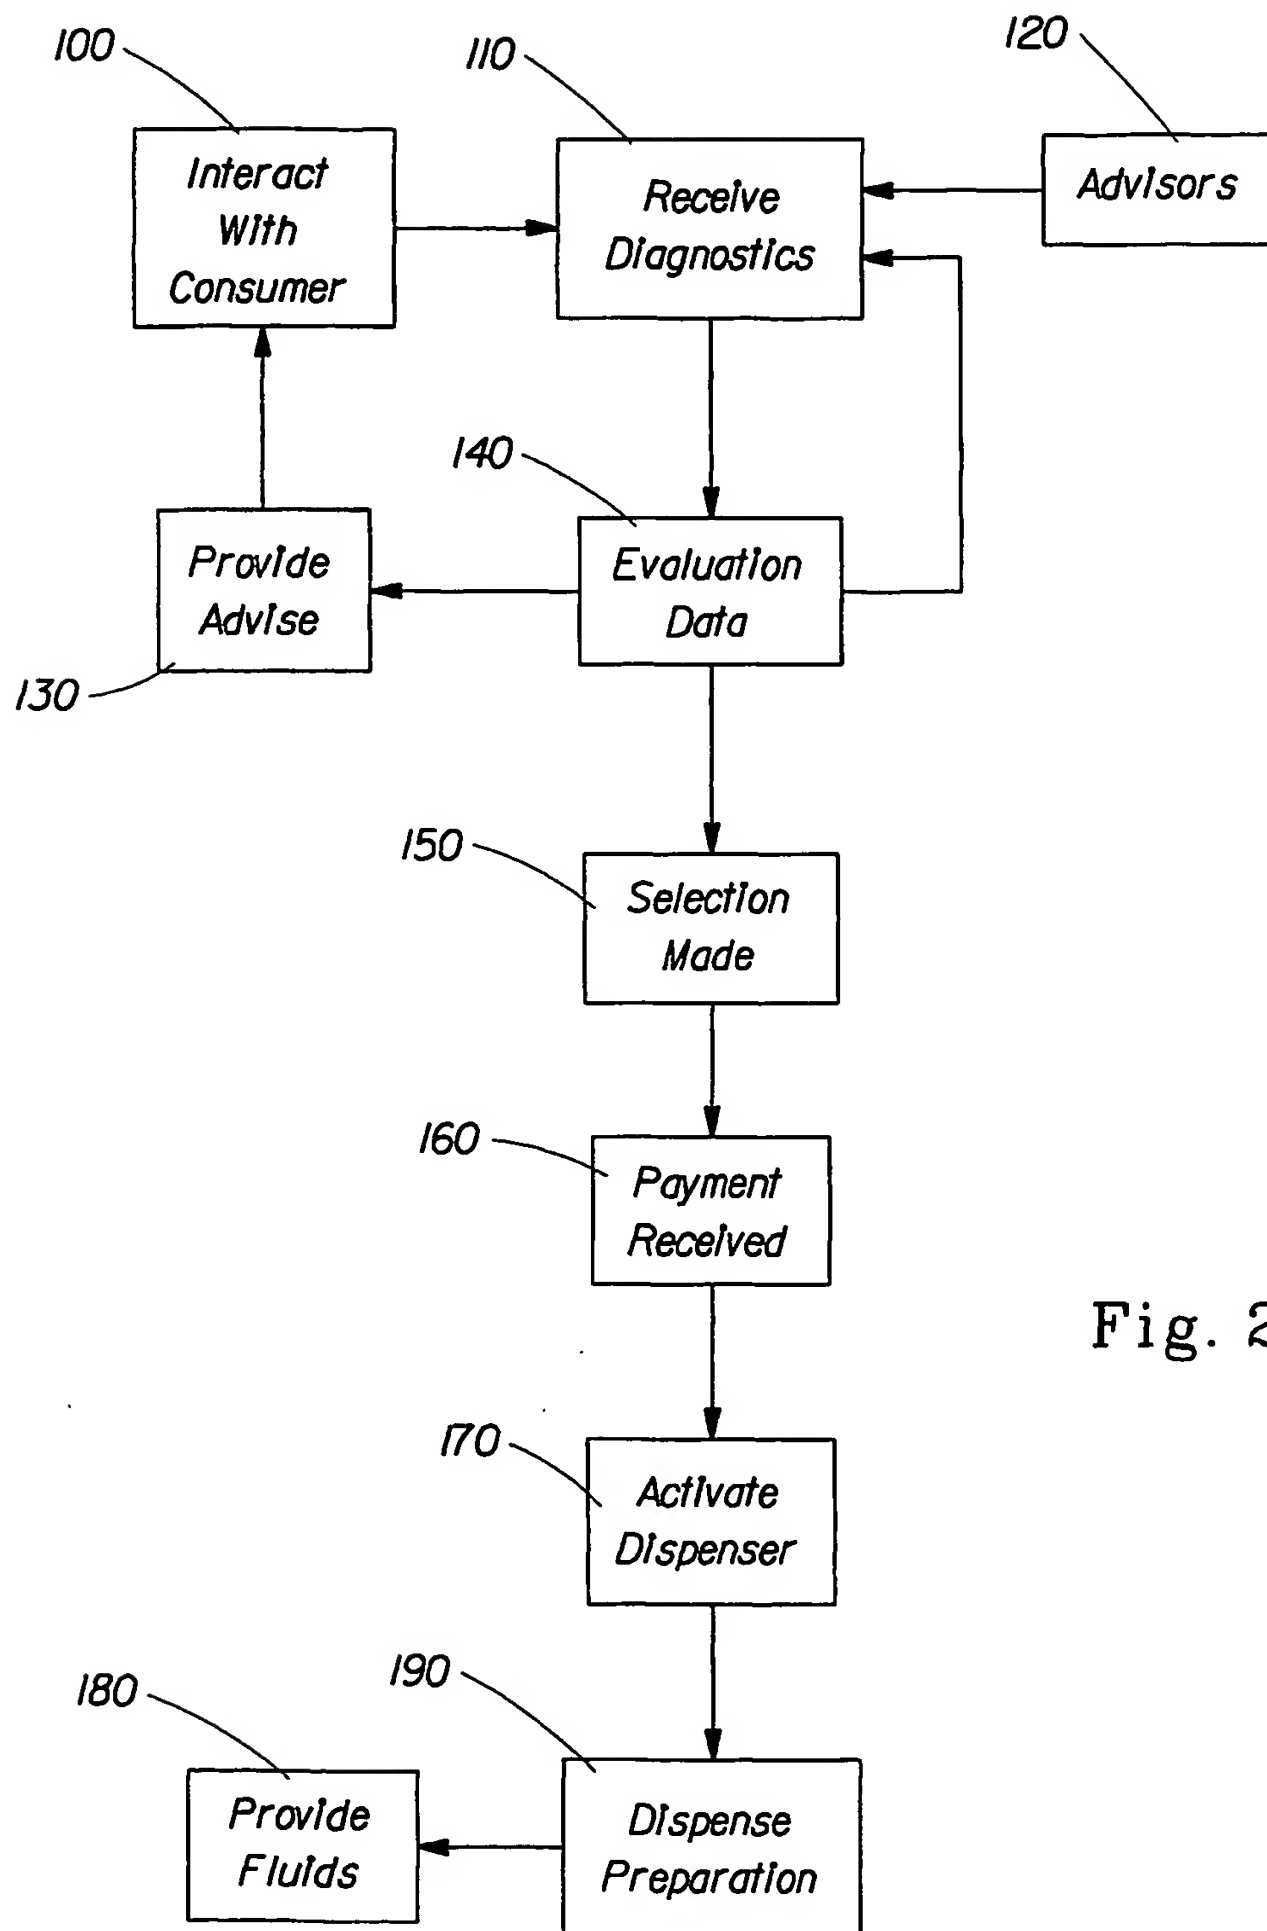 100
110
120
Interact
With
Consumer
Receive
Diagnostics
Advisors
140
Provide
Advise
Evaluation
Data
130
150
Selection
Made
160
Payment
Received
Fig. 2
170
Activate
Dispenser
180
190
Provide
Fluids
Dispense
Preparation